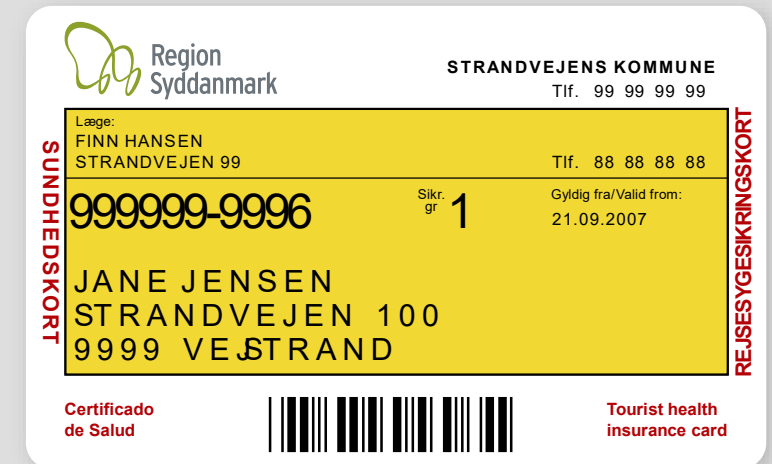 Region
Syddanmark
STRANDVEJENS KOMMUNE
Tlf. 99 99 99 99
SUNDHEDSKORT
Læge:
FINN HANSEN
STRANDVEJEN 99
Tlf. 88 88 88 88
999999-9996
Sikr.
gr 1
Gyldig fra/Valid from:
21.09.2007
JANE JENSEN
STRANDVEJEN 100
9999 VEJSTRAND
REJSESYGESIKRINGSKORT
Certificado
de Salud
Tourist health
insurance card